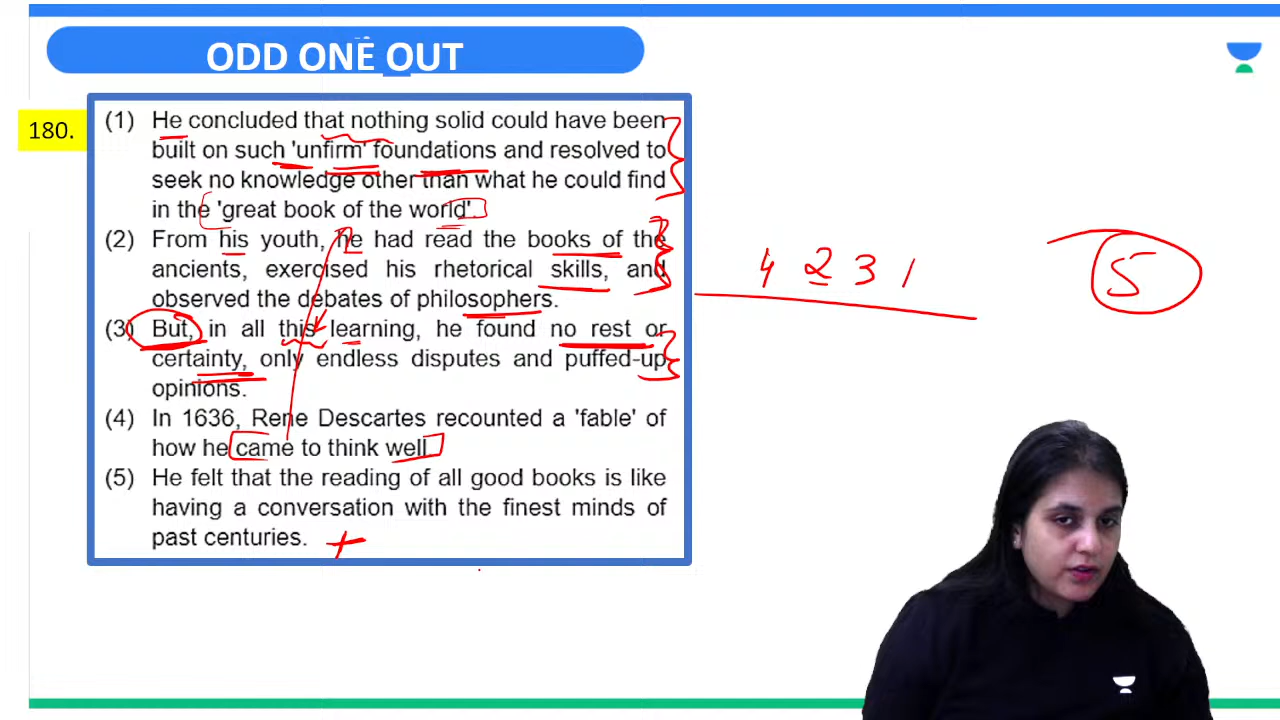 ODD ONE OUT
180.
(1) He concluded that nothing solid could have been
built on such 'unfirm' foundations and resolved to
seek no knowledge other than what he could find
in the 'great book of the world'.
(2) From his youth, he had read the books of the
ancients, exercised his rhetorical skills, and
observed the debates of philosophers.
(3) But, in all this learning, he found no rest or
certainty, only endless disputes and puffed-up
opinions.
(4) In 1636, Rene Descartes recounted a 'fable' of
how he came to think well
(5) He felt that the reading of all good books is like
having a conversation with the finest minds of
past centuries.
4 2 3 1
5